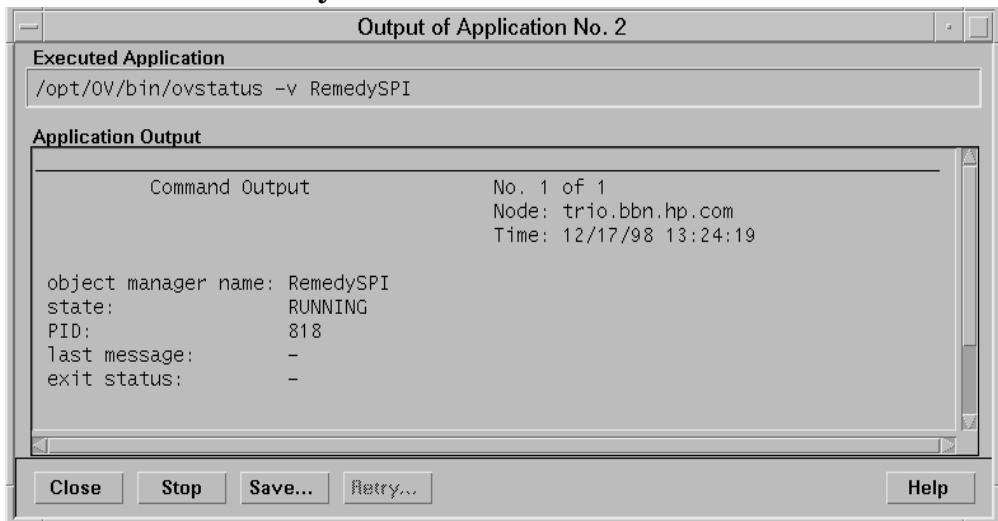 Output of Application No. 2
Executed Application
/opt/OV/bin/ovstatus -v RemedySPI
Application Output
Command Output No. 1 of 1
Node: trio.bbn.hp.com
Time: 12/17/98 13:24:19
object manager name: RemedySPI
state: RUNNING
PID: 818
last message: -
exit status: -
Close Stop Save... Retry... Help